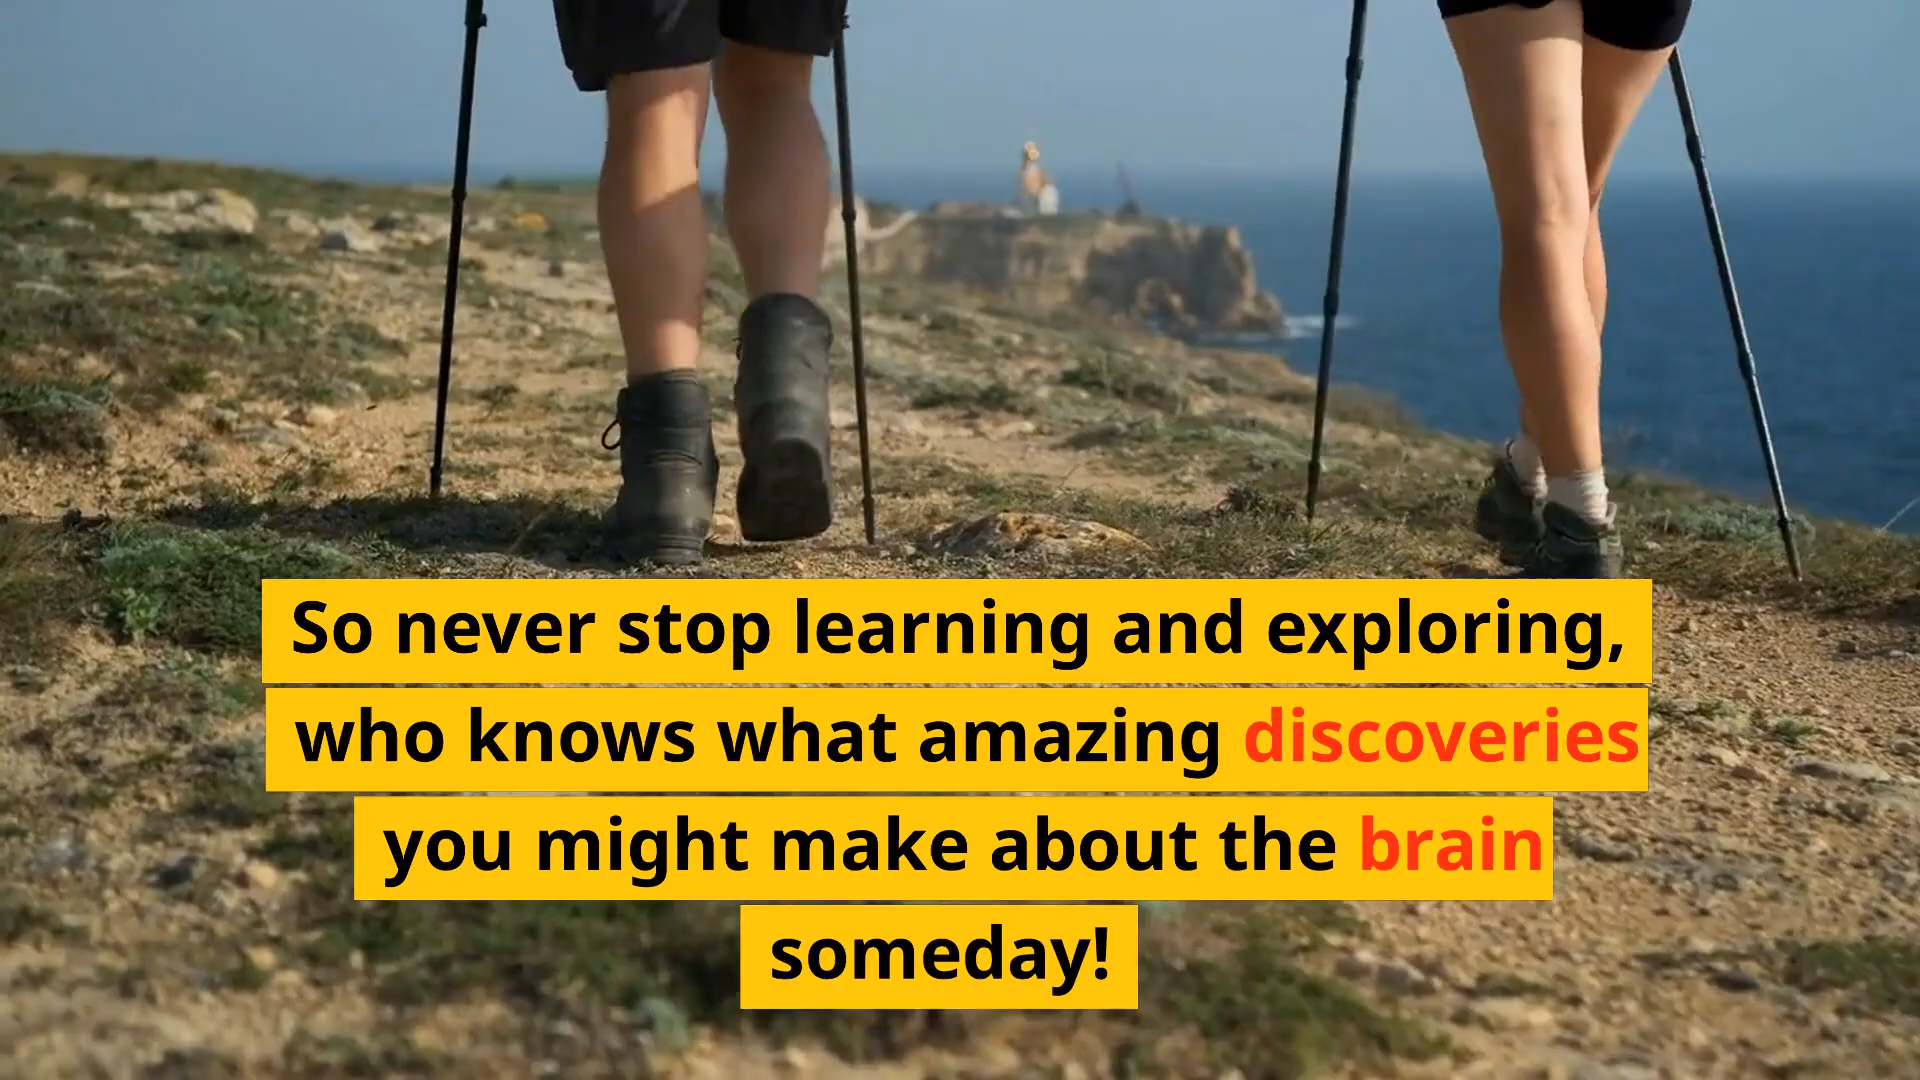 So never stop learning and exploring,
who knows what amazing discoveries
you might make about the brain
someday!